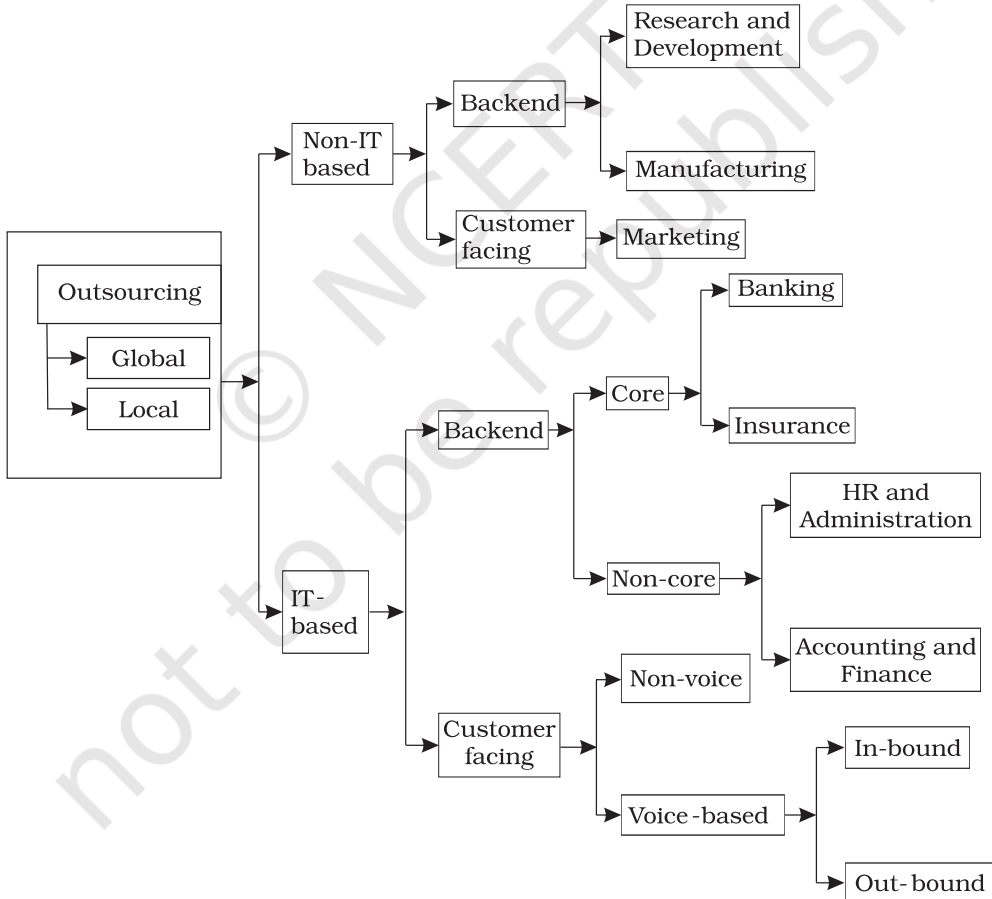 Research and
Development
Backend
Non-IT
based
Manufacturing
Customer
facing
Marketing
Outsourcing
Global
Local
Banking
Core
Backend
Insurance
HR and
Administration
Non-core
IT-
based
Accounting and
Finance
Non-voice
Customer
facing
In-bound
Voice-based
Out-bound
© NCERT
not to be republish